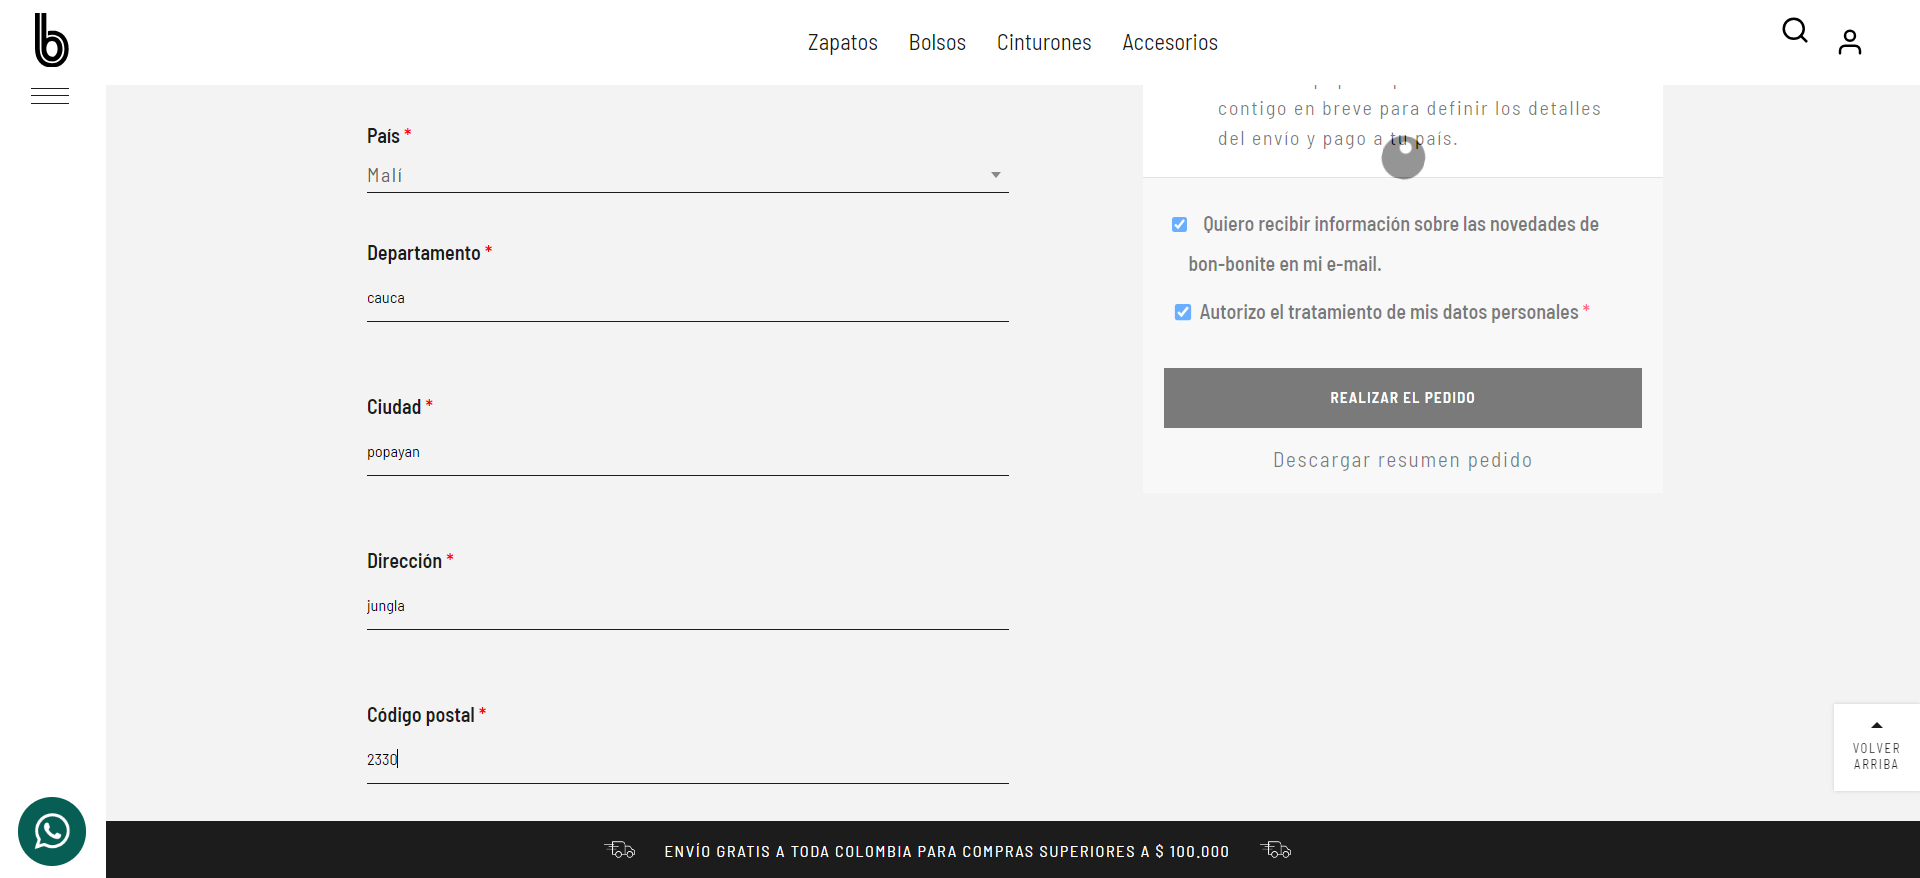 b
Zapatos Bolsos Cinturones Accesorios
País *
Malí
Departamento *
cauca
Ciudad *
popayan
Dirección *
jungla
Código postal *
2330
contigo en breve para definir los detalles
del envío y pago a tu país.
Quiero recibir información sobre las novedades de
bon-bonite en mi e-mail.
Autorizo el tratamiento de mis datos personales *
REALIZAR EL PEDIDO
Descargar resumen pedido
VOLVER
ARRIBA
ENVÍO GRATIS A TODA COLOMBIA PARA COMPRAS SUPERIORES A $ 100.000